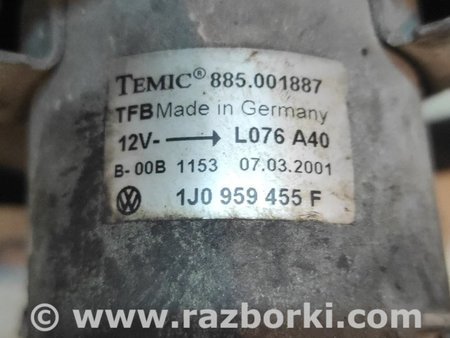 TEMIC® 885.001887
TFB Made in Germany
12V- → L076 A40
B- 00B 1153 07.03.2001
1J0 959 455 F
© www.razborki.com